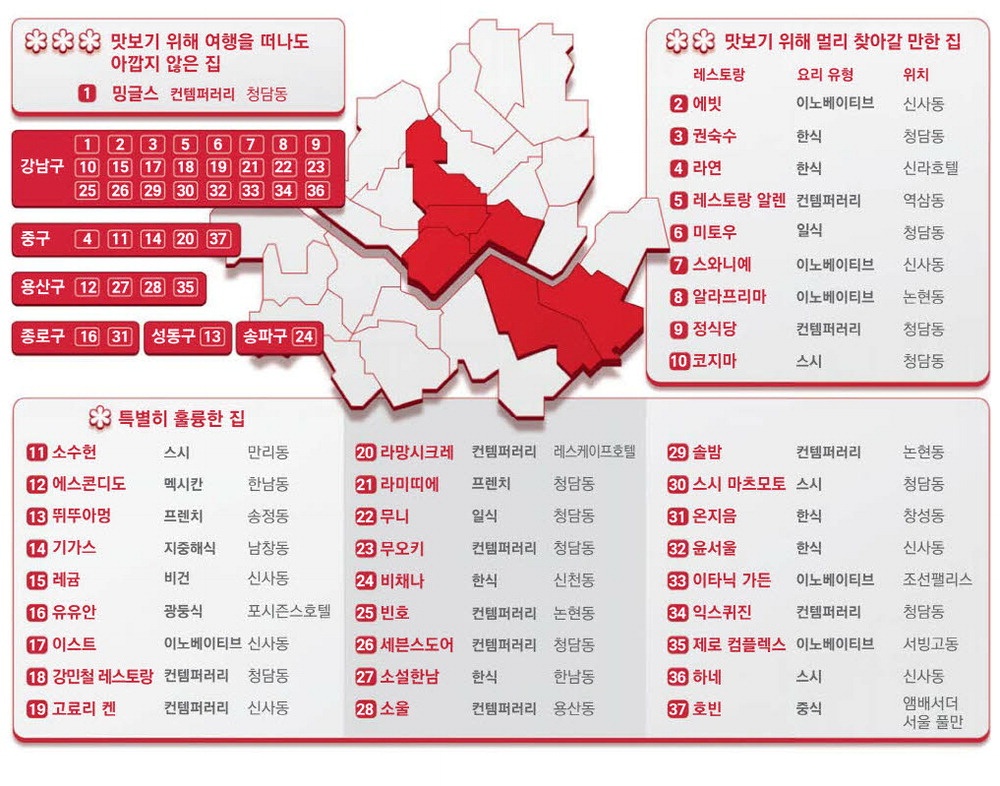 맛보기 위해 여행을 떠나도
아깝지 않은 집
1 밍글스 컨템퍼러리 청담동
강남구 1 2 3 5 6 7 8 9
10 15 17 18 19 21 22 23
25 26 29 30 32 33 34 36
중구 4 11 14 20 37
용산구 12 27 28 35
종로구 16 31 성동구 13 송파구 24
맛보기 위해 멀리 찾아갈 만한 집
레스토랑 요리 유형 위치
2 에빗 이노베이티브 신사동
3 권숙수 한식 청담동
4 라연 한식 신라호텔
5 레스토랑 알렌 컨템퍼러리 역삼동
6 미토우 일식 청담동
7 스와니예 이노베이티브 신사동
8 알라프리마 이노베이티브 논현동
9 정식당 컨템퍼러리 청담동
10 코지마 스시 청담동
특별히 훌륭한 집
11 소수헌 스시 만리동
12 에스콘디도 멕시칸 한남동
13 뛰뚜아멍 프렌치 송정동
14 기가스 지중해식 남창동
15 레귬 비건 신사동
16 유유안 광둥식 포시즌스호텔
17 이스트 이노베이티브 신사동
18 강민철 레스토랑 컨템퍼러리 청담동
19 고료리 켄 컨템퍼러리 신사동
20 라망시크레 컨템퍼러리 레스케이프호텔
21 라미띠에 프렌치 청담동
22 무니 일식 청담동
23 무오키 컨템퍼러리 청담동
24 비채나 한식 신천동
25 빈호 컨템퍼러리 논현동
26 세븐스도어 컨템퍼러리 청담동
27 소설한남 한식 한남동
28 소울 컨템퍼러리 용산동
29 솔밤 컨템퍼러리 논현동
30 스시 마츠모토 스시 청담동
31 온지음 한식 창성동
32 윤서울 한식 신사동
33 이타닉 가든 이노베이티브 조선팰리스
34 익스퀴진 컨템퍼러리 청담동
35 제로 컴플렉스 이노베이티브 서빙고동
36 하네 스시 신사동
37 호빈 중식 앰배서더
서울 풀만